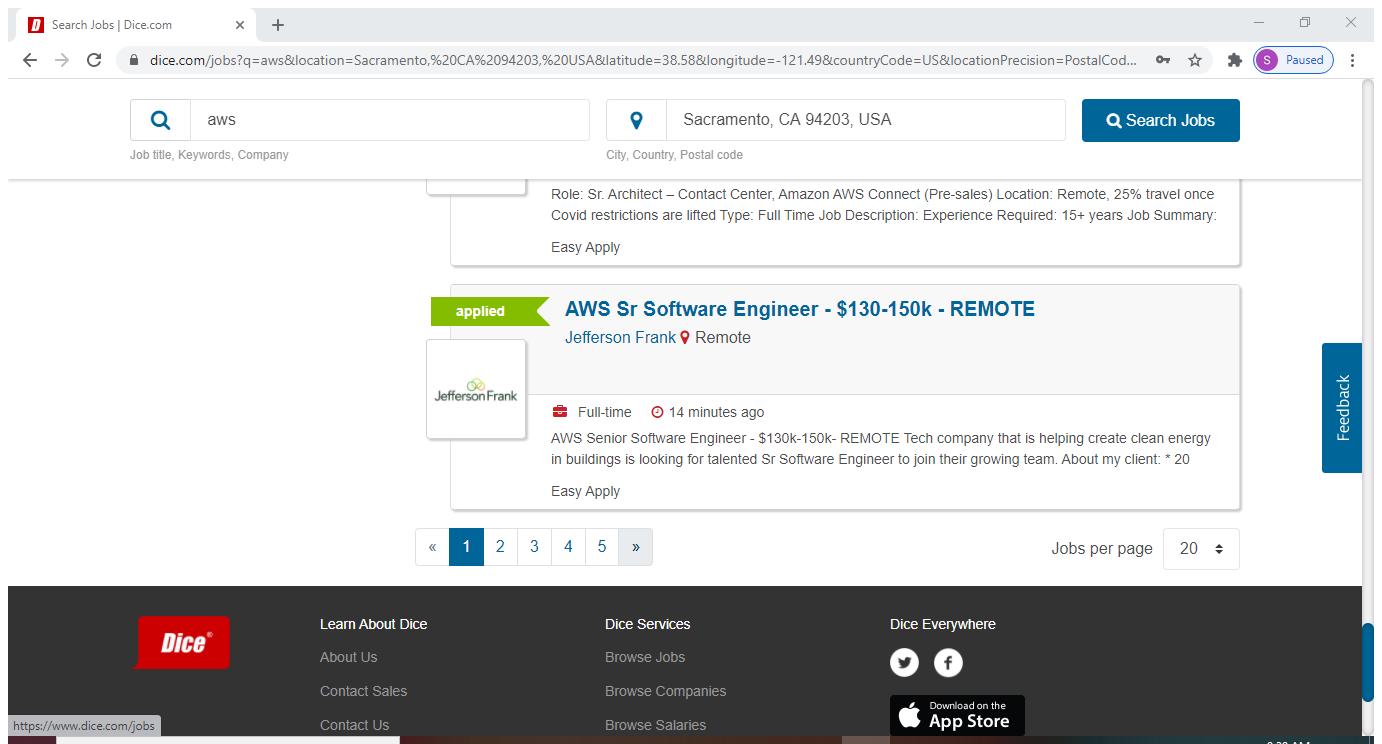 Search Jobs | Dice.com
dice.com/jobs?q=aws&location=Sacramento,%20CA%2094203,%20USA&latitude=38.58&longitude=-121.49&countryCode=US&locationPrecision=PostalCod...
S Paused
aws
Sacramento, CA 94203, USA
Search Jobs
Job title, Keywords, Company
City, Country, Postal code
Role: Sr. Architect – Contact Center, Amazon AWS Connect (Pre-sales) Location: Remote, 25% travel once
Covid restrictions are lifted Type: Full Time Job Description: Experience Required: 15+ years Job Summary:
Easy Apply
applied
AWS Sr Software Engineer - $130-150k - REMOTE
Jefferson Frank Remote
JeffersonFrank
Full-time 14 minutes ago
AWS Senior Software Engineer - $130k-150k- REMOTE Tech company that is helping create clean energy
in buildings is looking for talented Sr Software Engineer to join their growing team. About my client: * 20
Easy Apply
Feedback
« 1 2 3 4 5 »
Jobs per page 20
Dice®
Learn About Dice
About Us
Contact Sales
Contact Us
Dice Services
Browse Jobs
Browse Companies
Browse Salaries
Dice Everywhere
Download on the
App Store
https://www.dice.com/jobs